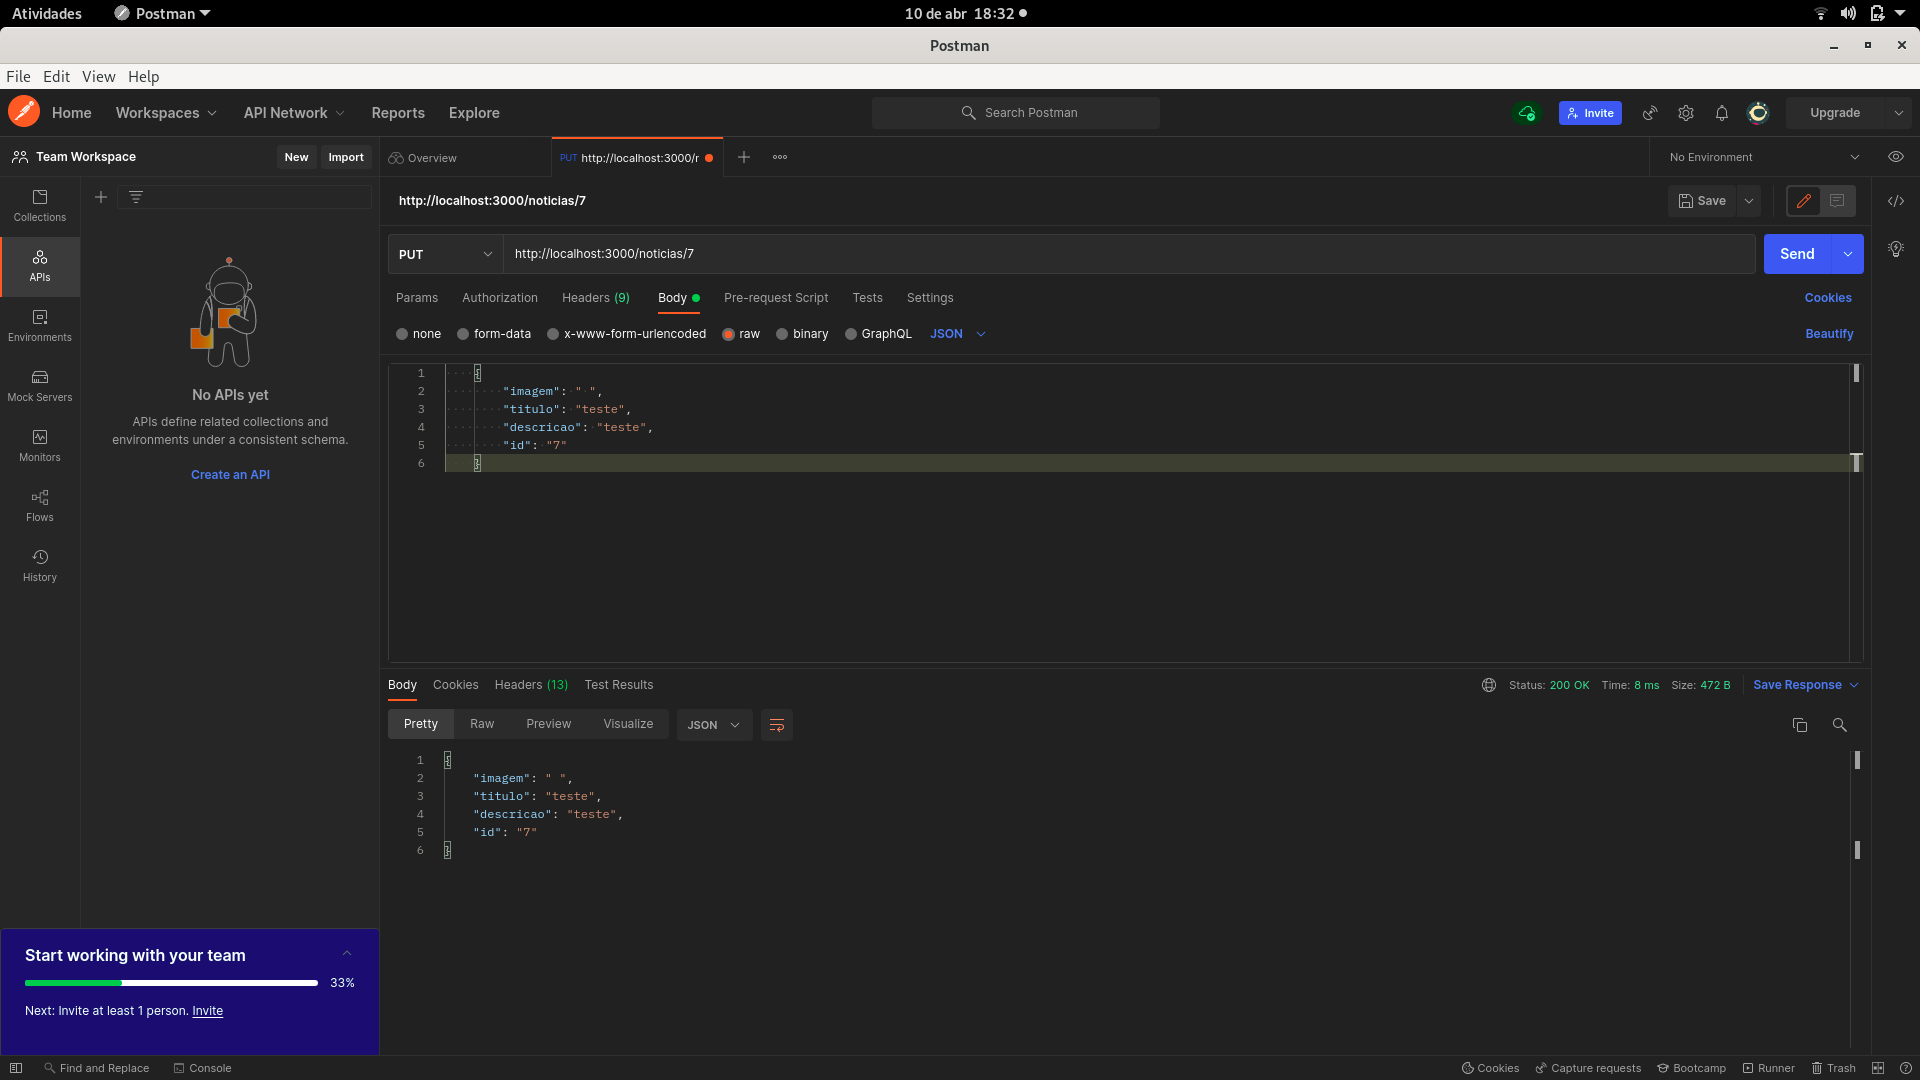 Atividades
Postman
10 de abr 18:32
Postman
File Edit View Help
Home
Workspaces
API Network
Reports
Explore
Search Postman
Invite
Upgrade
Team Workspace
New
Import
Overview
PUT http://localhost:3000/r
No Environment
Collections
APIs
Environments
Mock Servers
Monitors
Flows
History
No APIs yet
APIs define related collections and
environments under a consistent schema.
Create an API
http://localhost:3000/noticias/7
Save
PUT
http://localhost:3000/noticias/7
Send
Params
Authorization
Headers (9)
Body
Pre-request Script
Tests
Settings
Cookies
none
form-data
x-www-form-urlencoded
raw
binary
GraphQL
JSON
Beautify
1 {
2 "imagem": " ",
3 "titulo": "teste",
4 "descricao": "teste",
5 "id": "7"
6 }
Body
Cookies
Headers (13)
Test Results
Status: 200 OK
Time: 8 ms
Size: 472 B
Save Response
Pretty
Raw
Preview
Visualize
JSON
1 {
2 "imagem": " ",
3 "titulo": "teste",
4 "descricao": "teste",
5 "id": "7"
6 }
Start working with your team
33%
Next: Invite at least 1 person. Invite
Find and Replace
Console
Cookies
Capture requests
Bootcamp
Runner
Trash